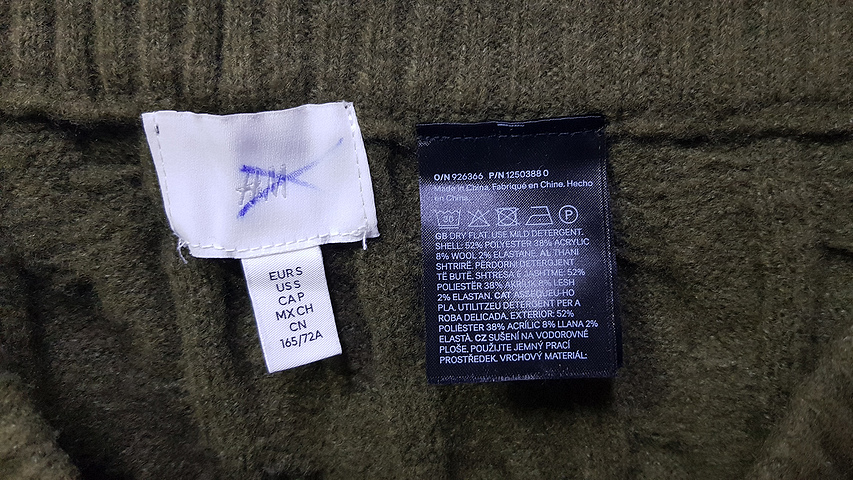 H&M
EUR S
US S
CA P
MX CH
CN
165/72A
O/N 926366 P/N 1250388 0
Made in China, Fabriqué en Chine, Hecho
en China.
GB DRY FLAT. USE MILD DETERGENT.
SHELL: 52% POLYESTER 38% ACRYLIC
8% WOOL 2% ELASTANE. AL THANI
SHTRIRË. PËRDORNI DETERGJENT
TË BUTË. SHTRESA E JASHTME: 52%
POLIESTËR 38% AKRILIK 8% LESH
2% ELASTAN. CAT ASSEQUEU-HO
PLA. UTILITZEU DETERGENT PER A
ROBA DELICADA. EXTERIOR: 52%
POLIÈSTER 38% ACRÍLIC 8% LLANA 2%
ELASTÀ. CZ SUŠENÍ NA VODOROVNÉ
PLOŠE. POUŽIJTE JEMNÝ PRACÍ
PROSTŘEDEK. VRCHOVÝ MATERIÁL: